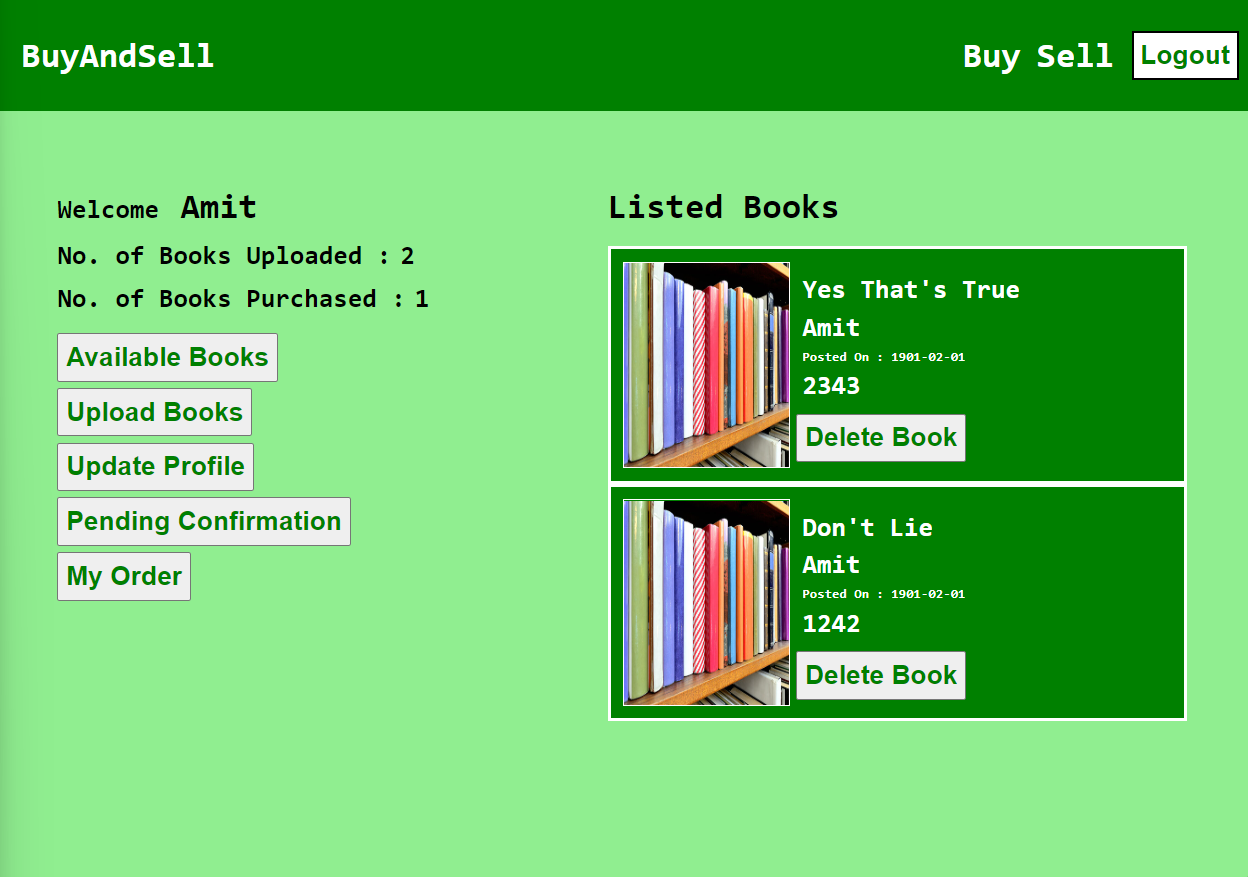 BuyAndSell
Buy Sell Logout
Welcome Amit
No. of Books Uploaded : 2
No. of Books Purchased : 1
Available Books
Upload Books
Update Profile
Pending Confirmation
My Order
Listed Books
Yes That's True
Amit
Posted On : 1901-02-01
2343
Delete Book
Don't Lie
Amit
Posted On : 1901-02-01
1242
Delete Book